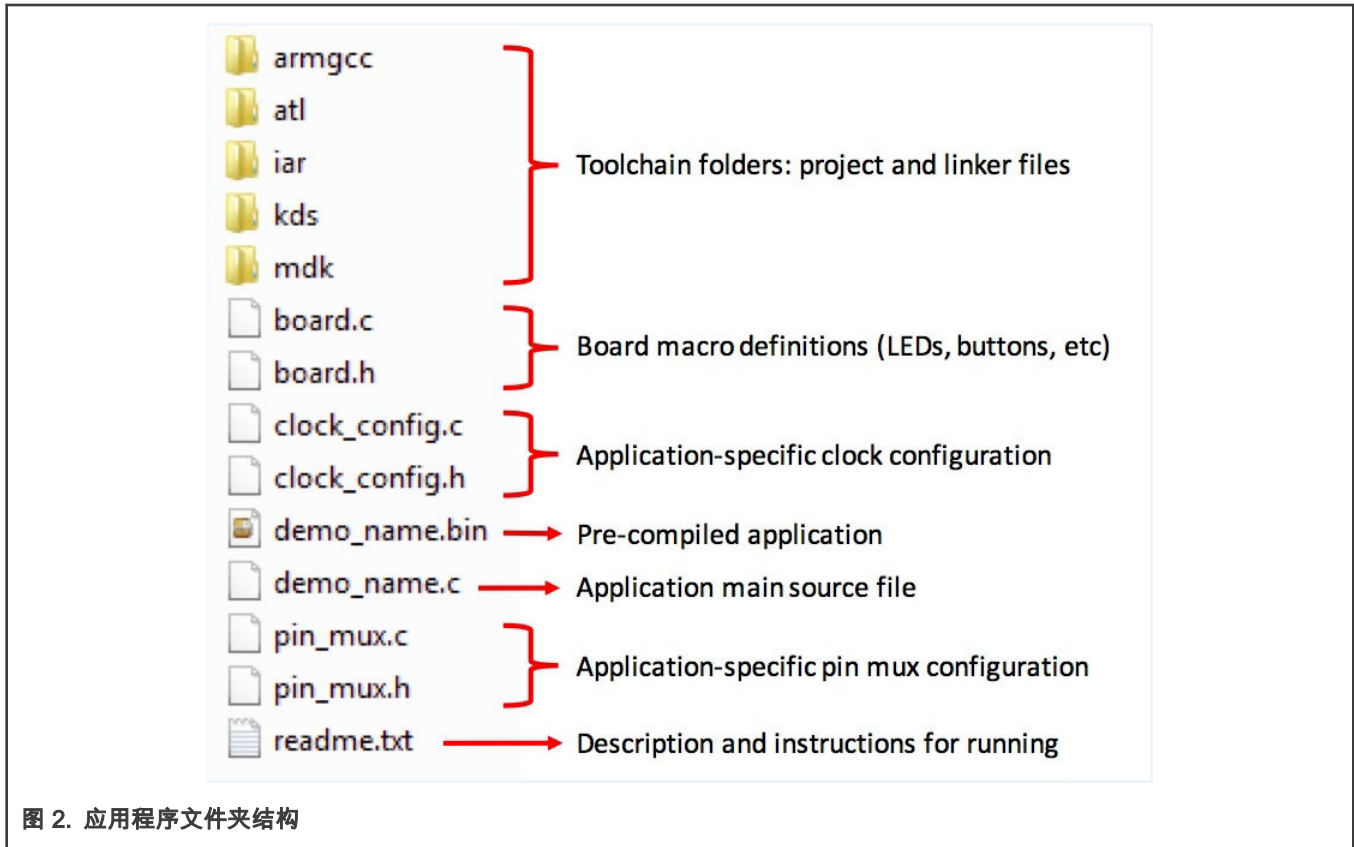 armgcc
atl
iar
kds
mdk
Toolchain folders: project and linker files
board.c
board.h
Board macro definitions (LEDs, buttons, etc)
clock_config.c
clock_config.h
Application-specific clock configuration
demo_name.bin Pre-compiled application
demo_name.c Application main source file
pin_mux.c
pin_mux.h
Application-specific pin mux configuration
readme.txt Description and instructions for running
图 2. 应用程序文件夹结构